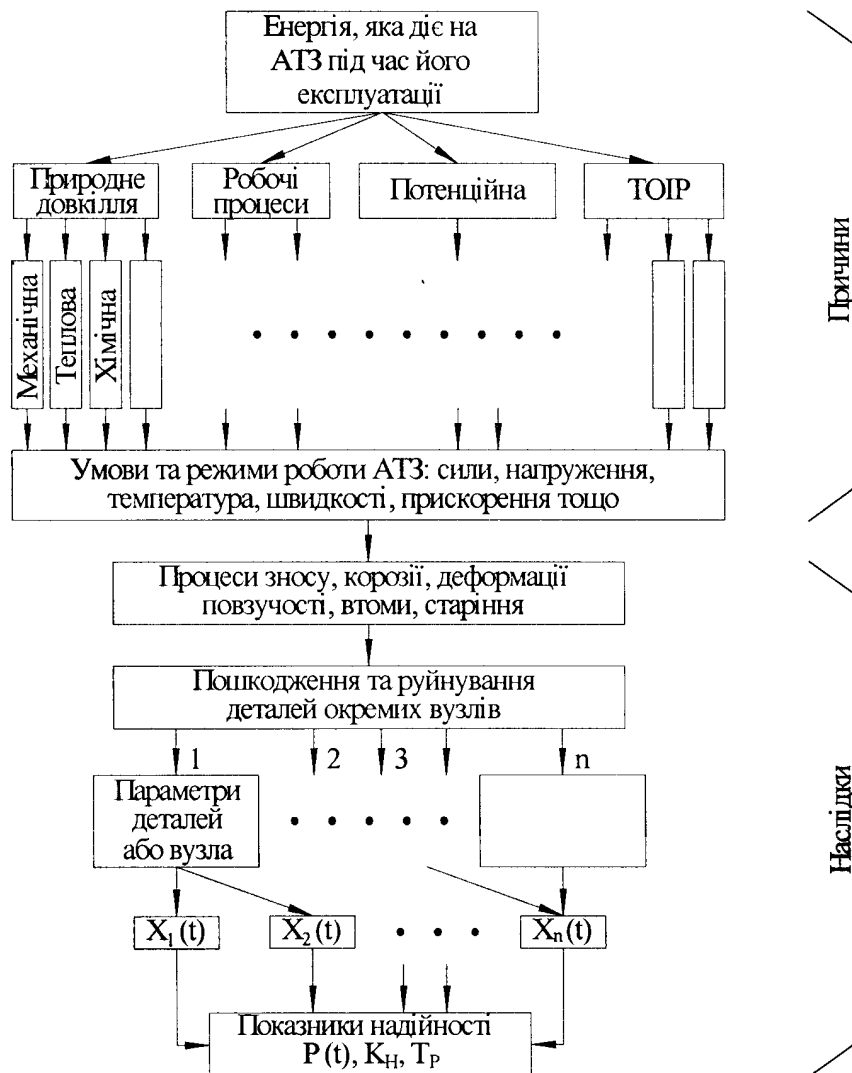 Енергія, яка діє на
АТЗ під час його
експлуатації
Природне
довкілля
Робочі
процеси
Потенційна
ТОІР
Механічна
Теплова
Хімічна
Причини
Умови та режими роботи АТЗ: сили, напруження,
температура, швидкості, прискорення тощо
Процеси зносу, корозії, деформації
повзучості, втоми, старіння
Пошкодження та руйнування
деталей окремих вузлів
1
2
3
n
Параметри
деталей
або вузла
Наслідки
X₁(t)
X₂(t)
Xₙ(t)
Показники надійності
P(t), K_H, T_P